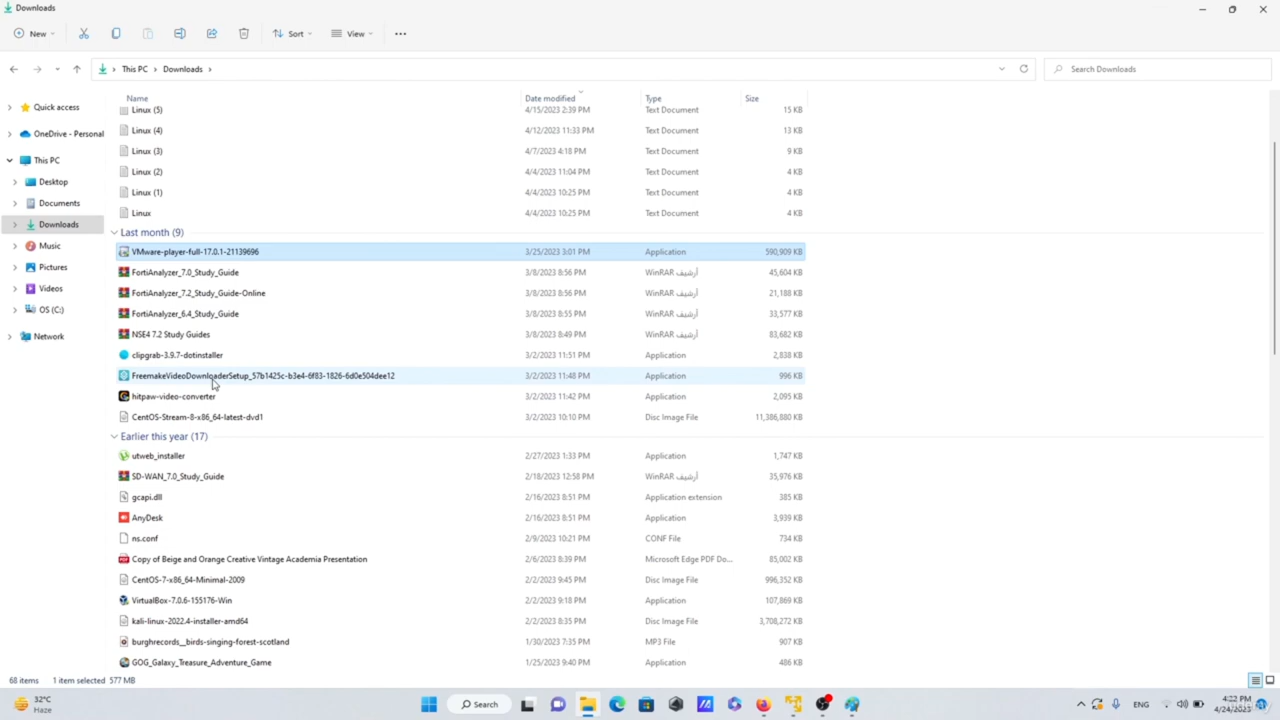 Downloads
New
Sort
View
This PC
Downloads
Search Downloads
Quick access
OneDrive - Personal
This PC
Desktop
Documents
Downloads
Music
Pictures
Videos
OS (C:)
Network
Name Date modified Type Size
Linux (5) 4/15/2023 2:39 PM Text Document 15 KB
Linux (4) 4/12/2023 11:33 PM Text Document 13 KB
Linux (3) 4/7/2023 4:18 PM Text Document 9 KB
Linux (2) 4/4/2023 11:04 PM Text Document 4 KB
Linux (1) 4/4/2023 10:25 PM Text Document 4 KB
Linux 4/4/2023 10:25 PM Text Document 4 KB
Last month (9)
VMware-player-full-17.0.1-21139696 3/25/2023 3:01 PM Application 590,909 KB
FortiAnalyzer_7.0_Study_Guide 3/8/2023 8:56 PM أرشيف WinRAR 45,604 KB
FortiAnalyzer_7.2_Study_Guide-Online 3/8/2023 8:56 PM أرشيف WinRAR 21,188 KB
FortiAnalyzer_6.4_Study_Guide 3/8/2023 8:55 PM أرشيف WinRAR 33,577 KB
NSE4 7.2 Study Guides 3/8/2023 8:49 PM أرشيف WinRAR 83,682 KB
clipgrab-3.9.7-dotinstaller 3/2/2023 11:51 PM Application 2,838 KB
FreemakeVideoDownloaderSetup_57b1425c-b3e4-6f83-1826-6d0e504dee12 3/2/2023 11:48 PM Application 996 KB
hitpaw-video-converter 3/2/2023 11:42 PM Application 2,095 KB
CentOS-Stream-8-x86_64-latest-dvd1 3/2/2023 10:10 PM Disc Image File 11,386,880 KB
Earlier this year (17)
utweb_installer 2/27/2023 1:33 PM Application 1,747 KB
SD-WAN_7.0_Study_Guide 2/18/2023 12:58 PM أرشيف WinRAR 35,976 KB
gcapi.dll 2/16/2023 8:51 PM Application extension 385 KB
AnyDesk 2/16/2023 8:51 PM Application 3,939 KB
ns.conf 2/9/2023 10:21 PM CONF File 734 KB
Copy of Beige and Orange Creative Vintage Academia Presentation 2/6/2023 8:39 PM Microsoft Edge PDF Do... 85,002 KB
CentOS-7-x86_64-Minimal-2009 2/2/2023 9:45 PM Disc Image File 996,352 KB
VirtualBox-7.0.6-155176-Win 2/2/2023 9:18 PM Application 107,869 KB
kali-linux-2022.4-installer-amd64 2/2/2023 8:35 PM Disc Image File 3,708,272 KB
burghrecords__birds-singing-forest-scotland 1/30/2023 7:35 PM MP3 File 907 KB
GOG_Galaxy_Treasure_Adventure_Game 1/25/2023 9:40 PM Application 486 KB
68 items 1 item selected 577 MB
32°C
Haze
Search
ENG
4:22 PM
4/24/2023